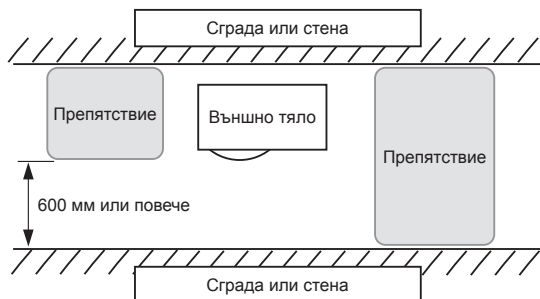 Сграда или стена
Препятствие
Външно тяло
Препятствие
600 мм или повече
Сграда или стена